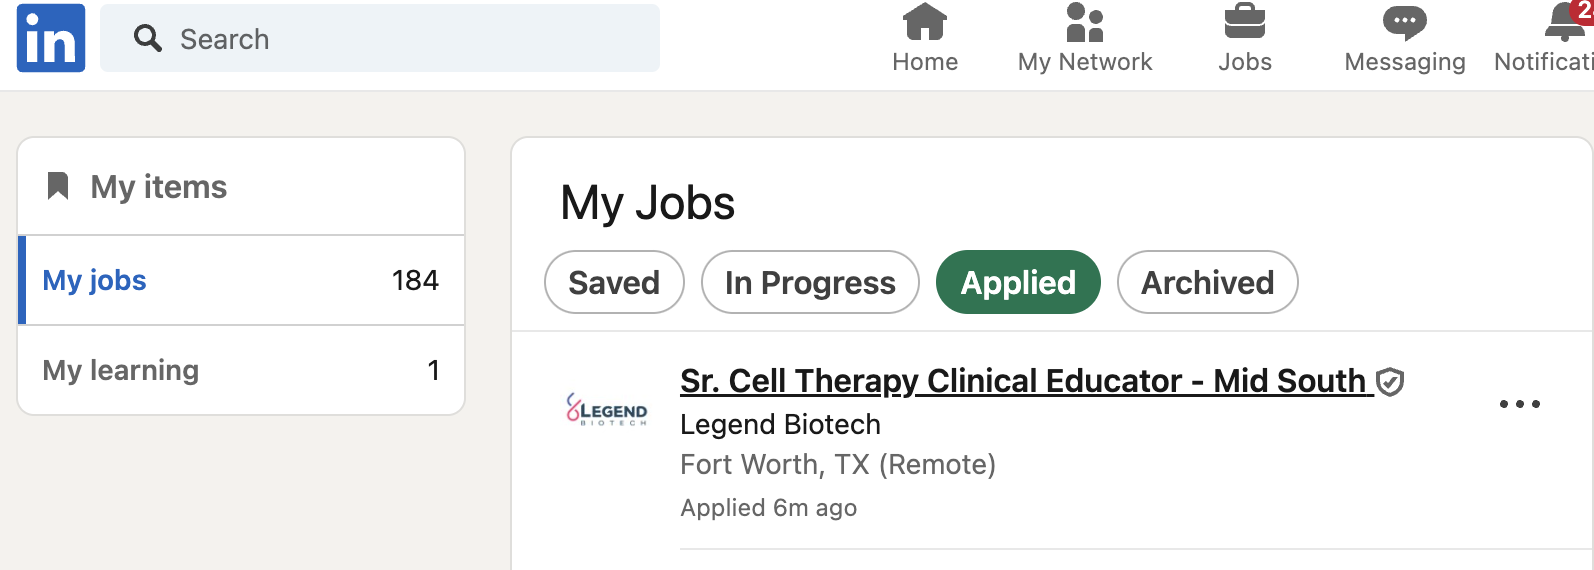 in
Search
Home
My Network
Jobs
Messaging
My items
My jobs
184
My learning
1
My Jobs
Saved
In Progress
Applied
Archived
Sr. Cell Therapy Clinical Educator - Mid South
LEGEND
BIOTECH
Legend Biotech
Fort Worth, TX (Remote)
Applied 6m ago